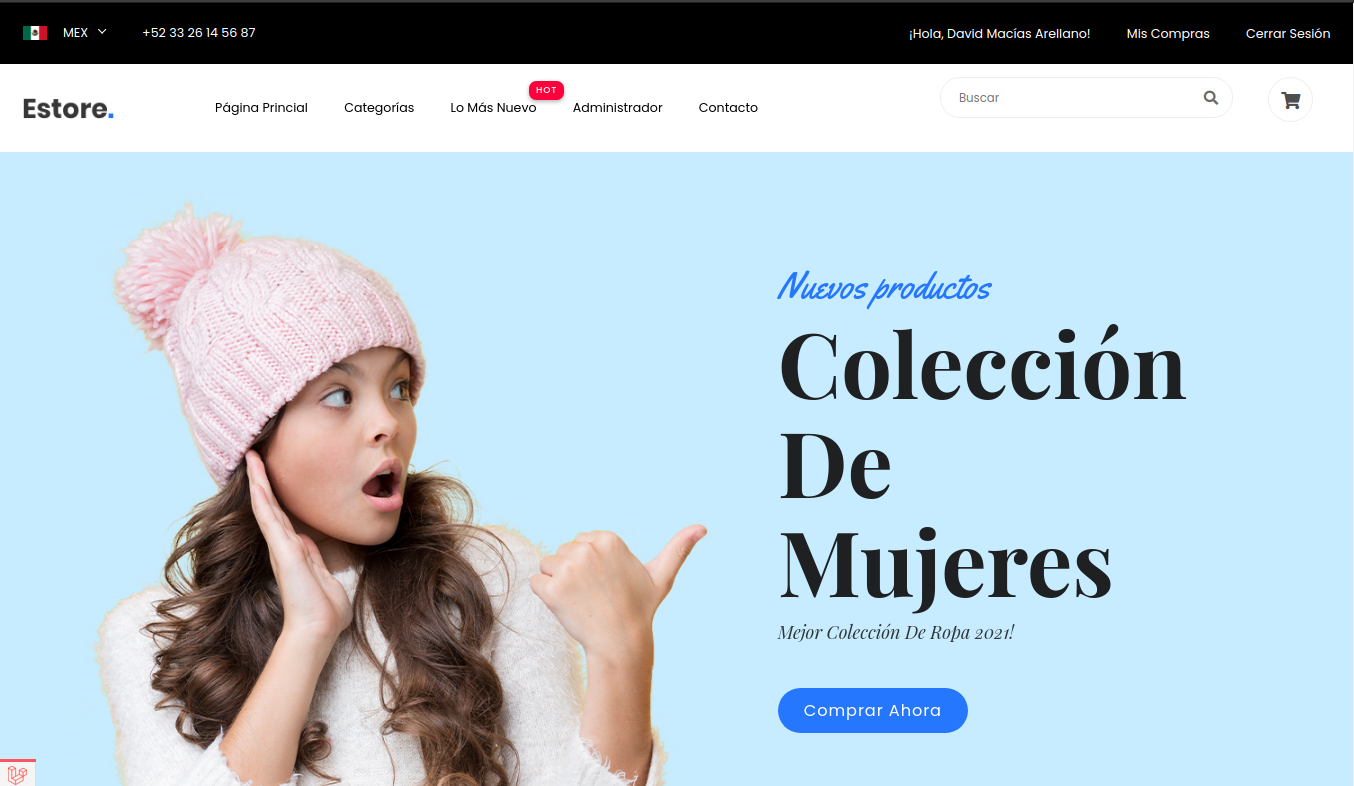 MEX +52 33 26 14 56 87 ¡Hola, David Macías Arellano! Mis Compras Cerrar Sesión
HOT
Estore. Página Princial Categorías Lo Más Nuevo Administrador Contacto Buscar
Nuevos productos
Colección
De
Mujeres
Mejor Colección De Ropa 2021!
Comprar Ahora